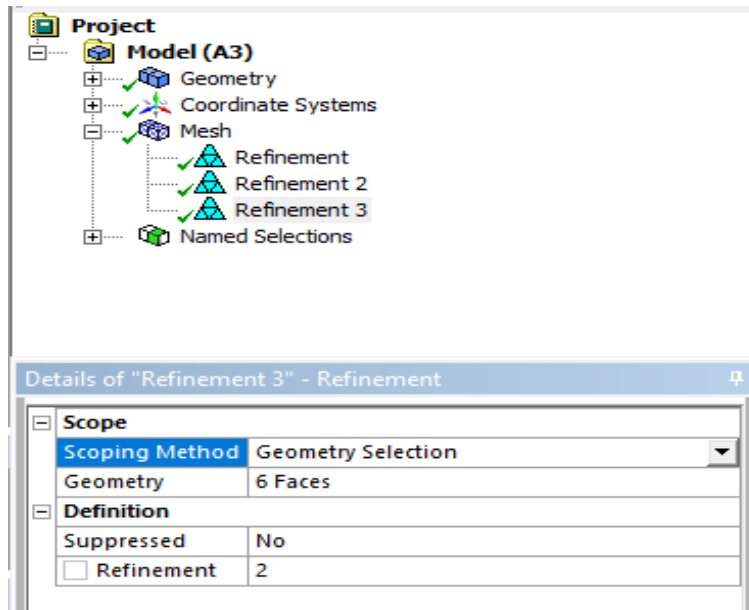 Project
Model (A3)
Geometry
Coordinate Systems
Mesh
Refinement
Refinement 2
Refinement 3
Named Selections
Details of "Refinement 3" - Refinement
Scope
Scoping Method Geometry Selection
Geometry 6 Faces
Definition
Suppressed No
Refinement 2